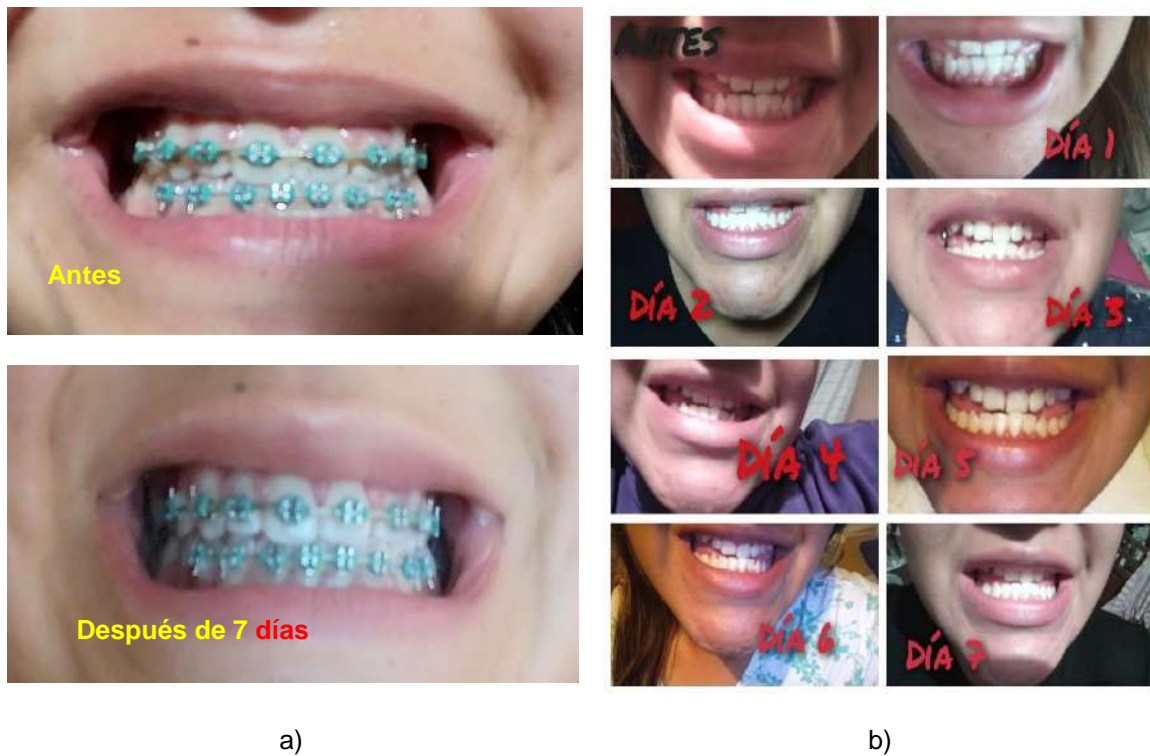 Antes
Después de 7 días
a)
ANTES
DÍA 1
DÍA 2
DÍA 3
DÍA 4
DÍA 5
DÍA 6
DÍA 7
b)